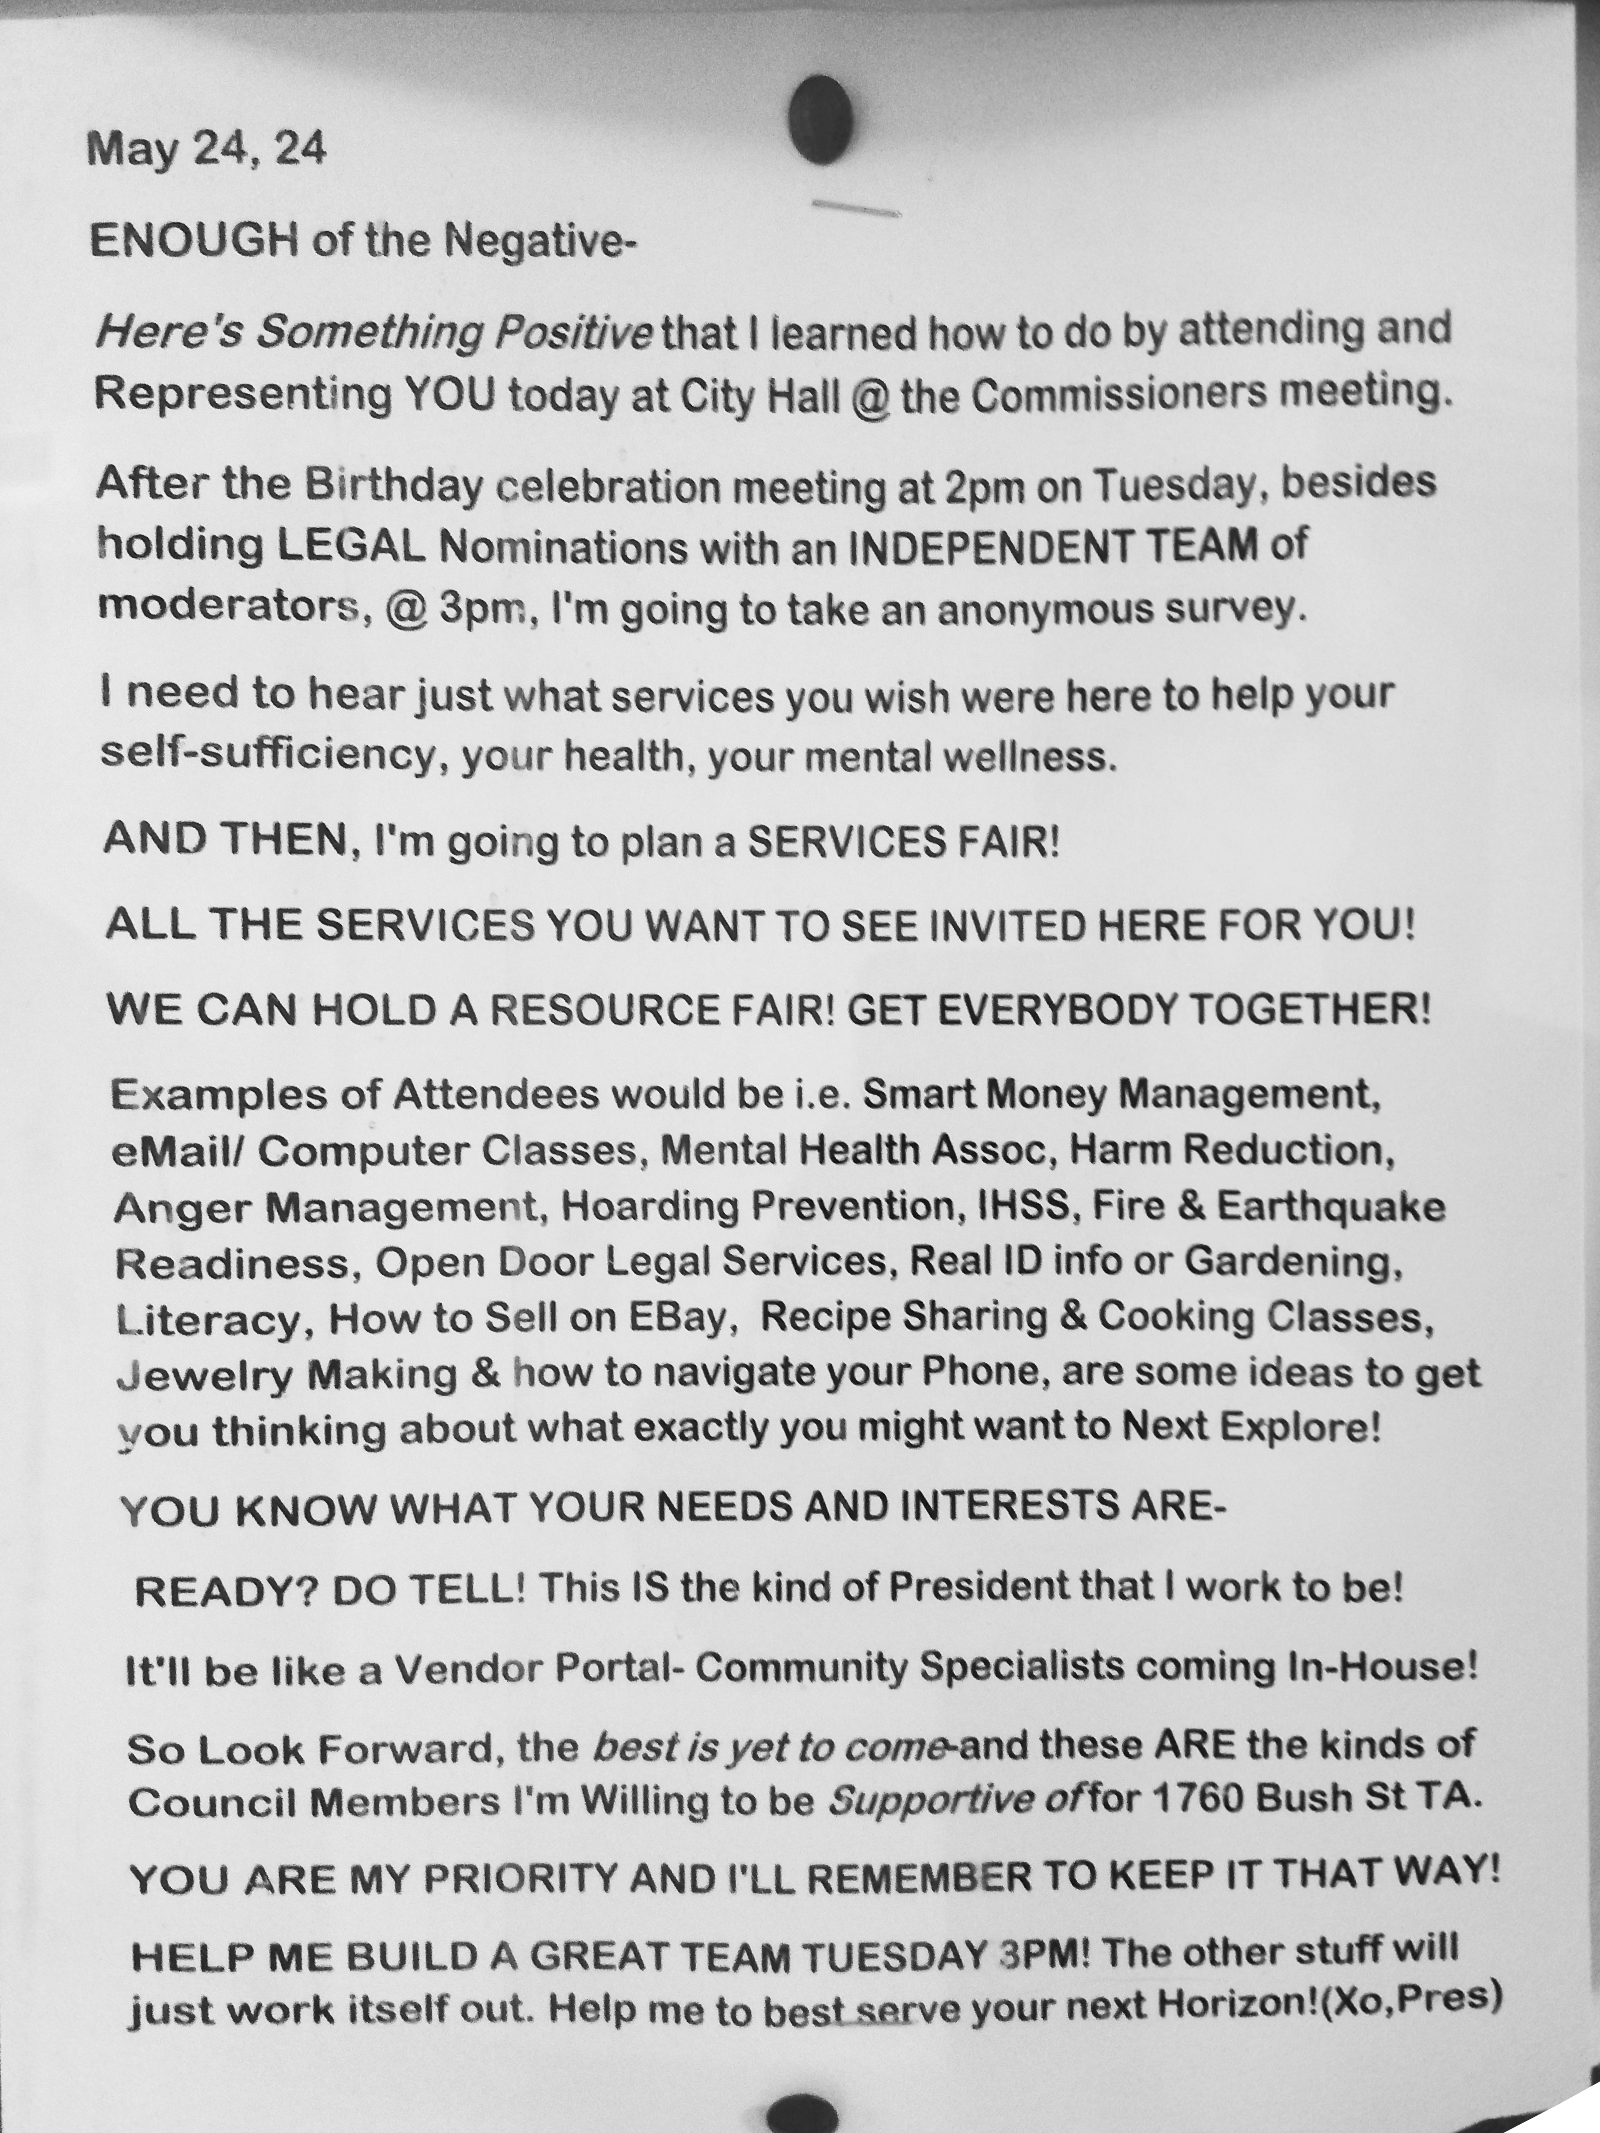 May 24, 24
ENOUGH of the Negative-
Here's Something Positive that I learned how to do by attending and
Representing YOU today at City Hall @ the Commissioners meeting.
After the Birthday celebration meeting at 2pm on Tuesday, besides
holding LEGAL Nominations with an INDEPENDENT TEAM of
moderators, @ 3pm, I'm going to take an anonymous survey.
I need to hear just what services you wish were here to help your
self-sufficiency, your health, your mental wellness.
AND THEN, I'm going to plan a SERVICES FAIR!
ALL THE SERVICES YOU WANT TO SEE INVITED HERE FOR YOU!
WE CAN HOLD A RESOURCE FAIR! GET EVERYBODY TOGETHER!
Examples of Attendees would be i.e. Smart Money Management,
eMail/ Computer Classes, Mental Health Assoc, Harm Reduction,
Anger Management, Hoarding Prevention, IHSS, Fire & Earthquake
Readiness, Open Door Legal Services, Real ID info or Gardening,
Literacy, How to Sell on EBay,  Recipe Sharing & Cooking Classes,
Jewelry Making & how to navigate your Phone, are some ideas to get
you thinking about what exactly you might want to Next Explore!
YOU KNOW WHAT YOUR NEEDS AND INTERESTS ARE-
READY? DO TELL! This IS the kind of President that I work to be!
It'll be like a Vendor Portal- Community Specialists coming In-House!
So Look Forward, the best is yet to come-and these ARE the kinds of
Council Members I'm Willing to be Supportive of for 1760 Bush St TA.
YOU ARE MY PRIORITY AND I'LL REMEMBER TO KEEP IT THAT WAY!
HELP ME BUILD A GREAT TEAM TUESDAY 3PM! The other stuff will
just work itself out. Help me to best serve your next Horizon!(Xo,Pres)